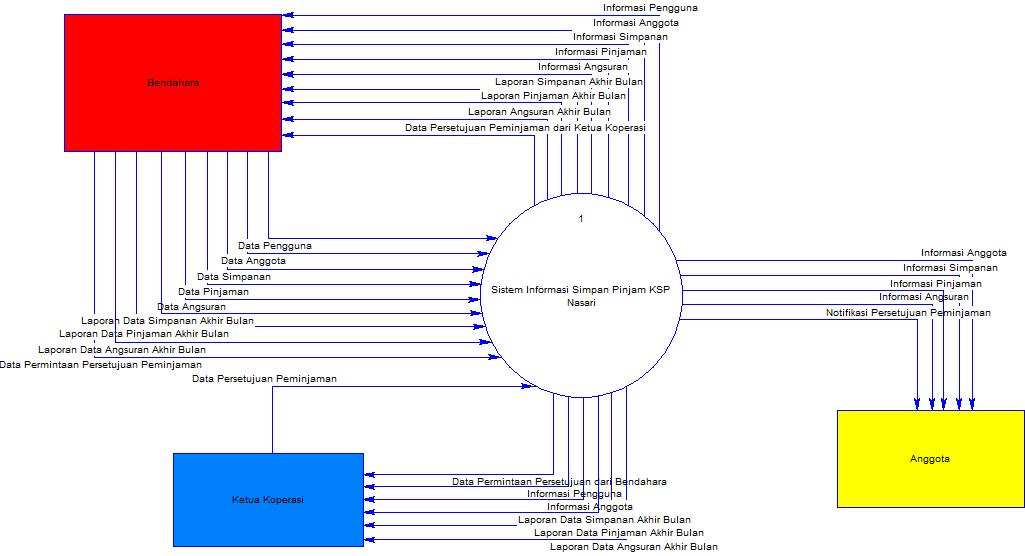 Informasi Pengguna
Informasi Anggota
Informasi Simpanan
Informasi Pinjaman
Informasi Angsuran
Laporan Simpanan Akhir Bulan
Laporan Pinjaman Akhir Bulan
Laporan Angsuran Akhir Bulan
Data Persetujuan Peminjaman dari Ketua Koperasi
Bendahara
1
Sistem Informasi Simpan Pinjam KSP
Nasari
Data Pengguna
Data Anggota
Data Simpanan
Data Pinjaman
Data Angsuran
Laporan Data Simpanan Akhir Bulan
Laporan Data Pinjaman Akhir Bulan
Laporan Data Angsuran Akhir Bulan
Data Permintaan Persetujuan Peminjaman
Informasi Anggota
Informasi Simpanan
Informasi Pinjaman
Informasi Angsuran
Notifikasi Persetujuan Peminjaman
Anggota
Data Persetujuan Peminjaman
Ketua Koperasi
Data Permintaan Persetujuan dari Bendahara
Informasi Pengguna
Informasi Anggota
Laporan Data Simpanan Akhir Bulan
Laporan Data Pinjaman Akhir Bulan
Laporan Data Angsuran Akhir Bulan